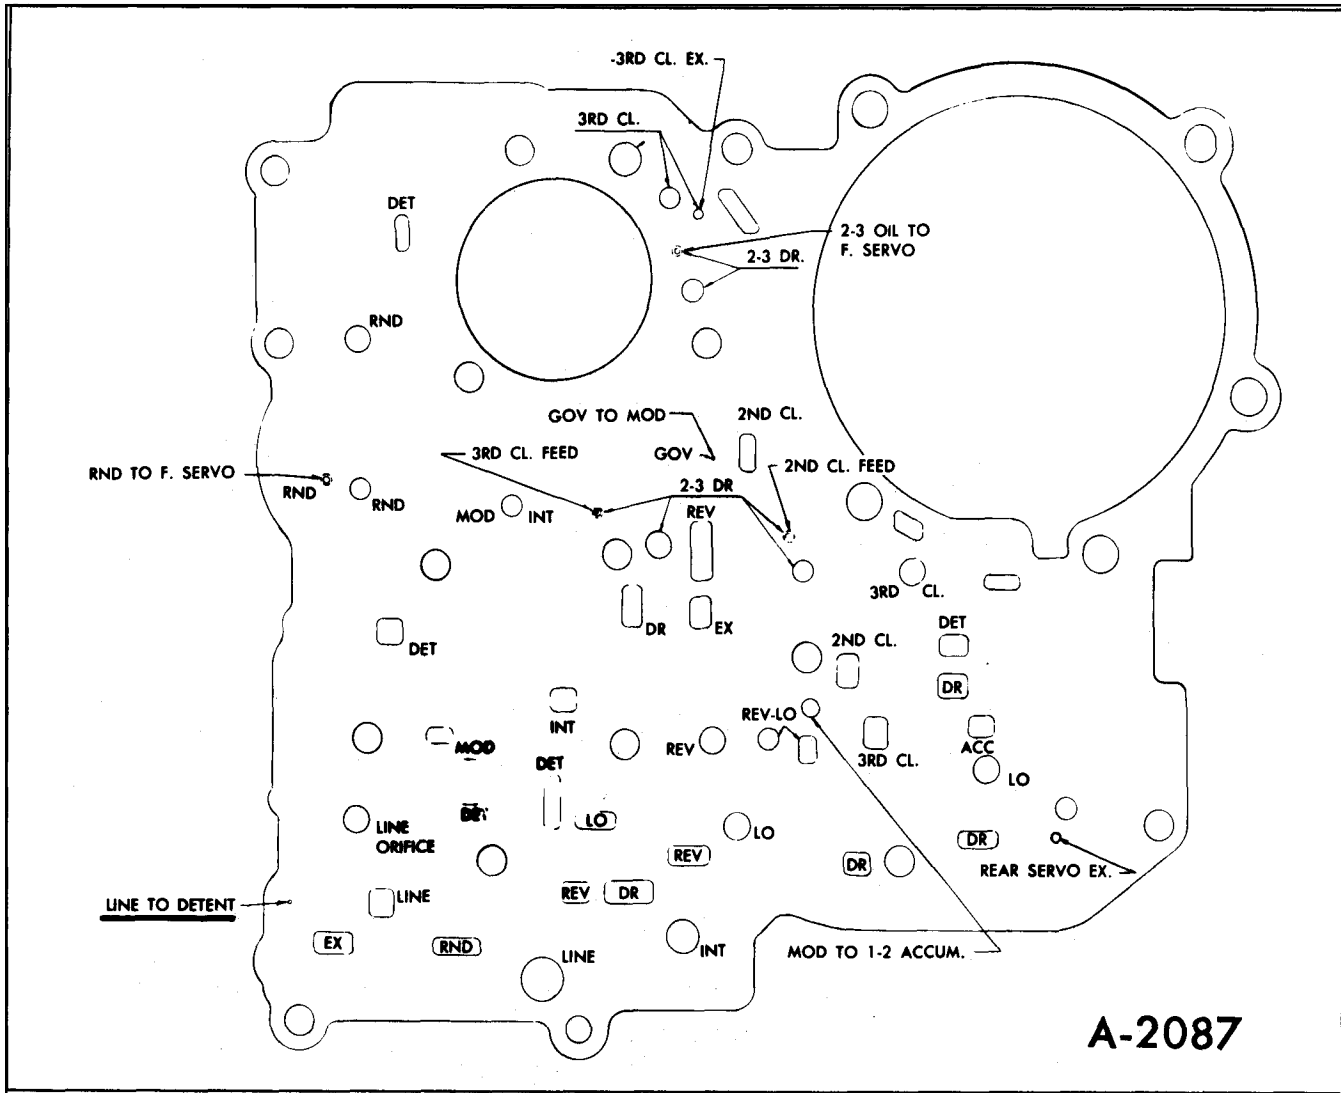 -3RD CL. EX.
3RD CL.
DET
2-3 OIL TO
F. SERVO
2-3 DR.
RND
GOV TO MOD
2ND CL.
3RD CL. FEED
GOV
2ND CL. FEED
RND TO F. SERVO
RND
RND
2-3 DR
MOD
INT
REV
3RD CL.
DR
EX
DET
2ND CL.
DET
DR
INT
REV-LO
MOD
REV
ACC
3RD CL.
DET
LO
DET
LO
LINE
ORIFICE
LO
REV
DR
DR
REAR SERVO EX.
LINE TO DETENT
LINE
REV
DR
EX
RND
LINE
INT
MOD TO 1-2 ACCUM.
A-2087